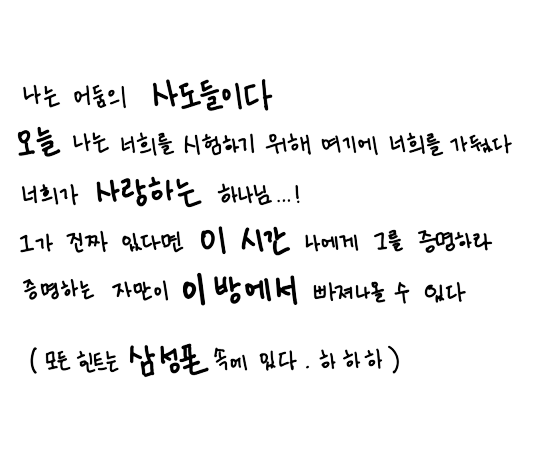 나는 어둠의 사도들이다
오늘 나는 너희를 시험하기 위해 여기에 너희를 가뒀다
너희가 사랑하는 하나님...!
그가 진짜 있다면 이 시간 나에게 그를 증명하라
증명하는 자만이 이 방에서 빠져나올 수 있다
(모든 힌트는 삼성폰 속에 있다. 하 하 하)